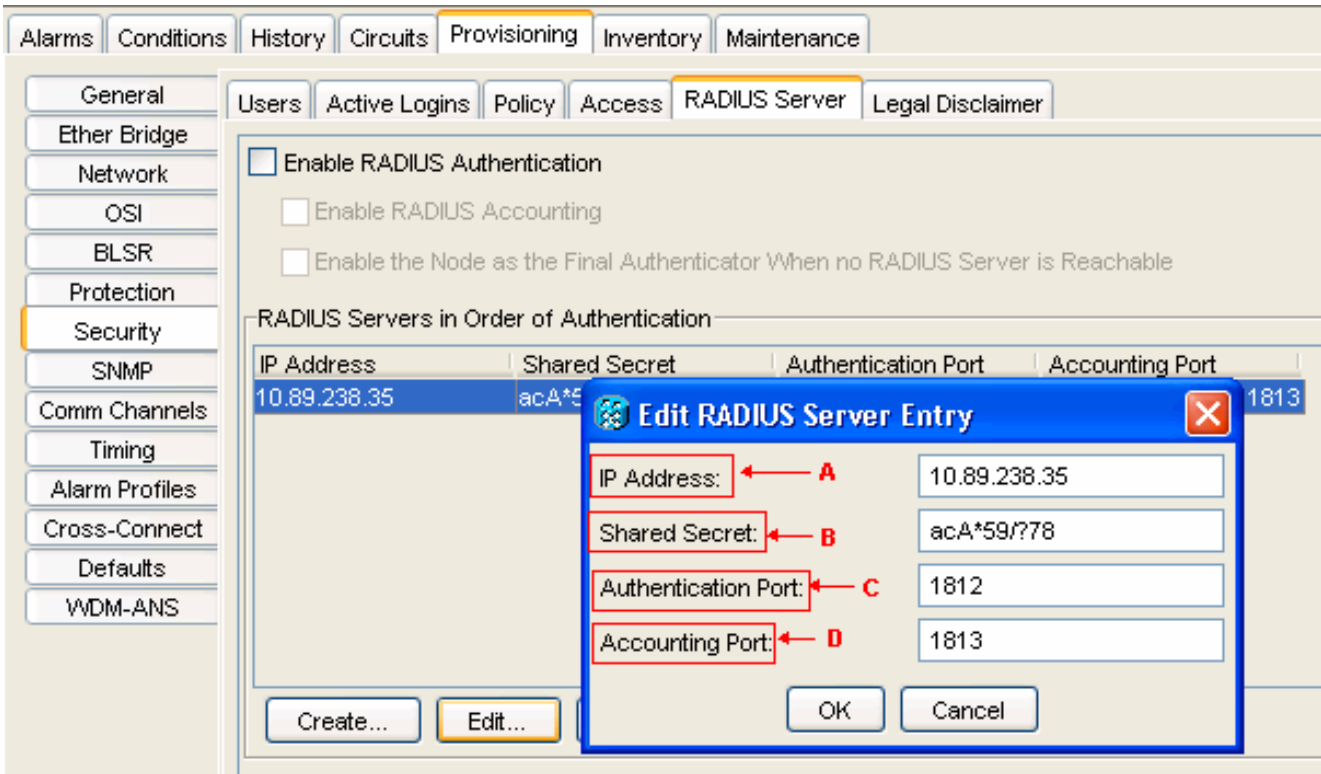 Alarms Conditions History Circuits Provisioning Inventory Maintenance
General
Ether Bridge
Network
OSI
BLSR
Protection
Security
SNMP
Comm Channels
Timing
Alarm Profiles
Cross-Connect
Defaults
WDM-ANS
Users Active Logins Policy Access RADIUS Server Legal Disclaimer
Enable RADIUS Authentication
Enable RADIUS Accounting
Enable the Node as the Final Authenticator When no RADIUS Server is Reachable
RADIUS Servers in Order of Authentication
IP Address Shared Secret Authentication Port Accounting Port
10.89.238.35 acA*5 1813
Edit RADIUS Server Entry
IP Address: A 10.89.238.35
Shared Secret: B acA*59/?78
Authentication Port: C 1812
Accounting Port: D 1813
OK Cancel
Create... Edit...